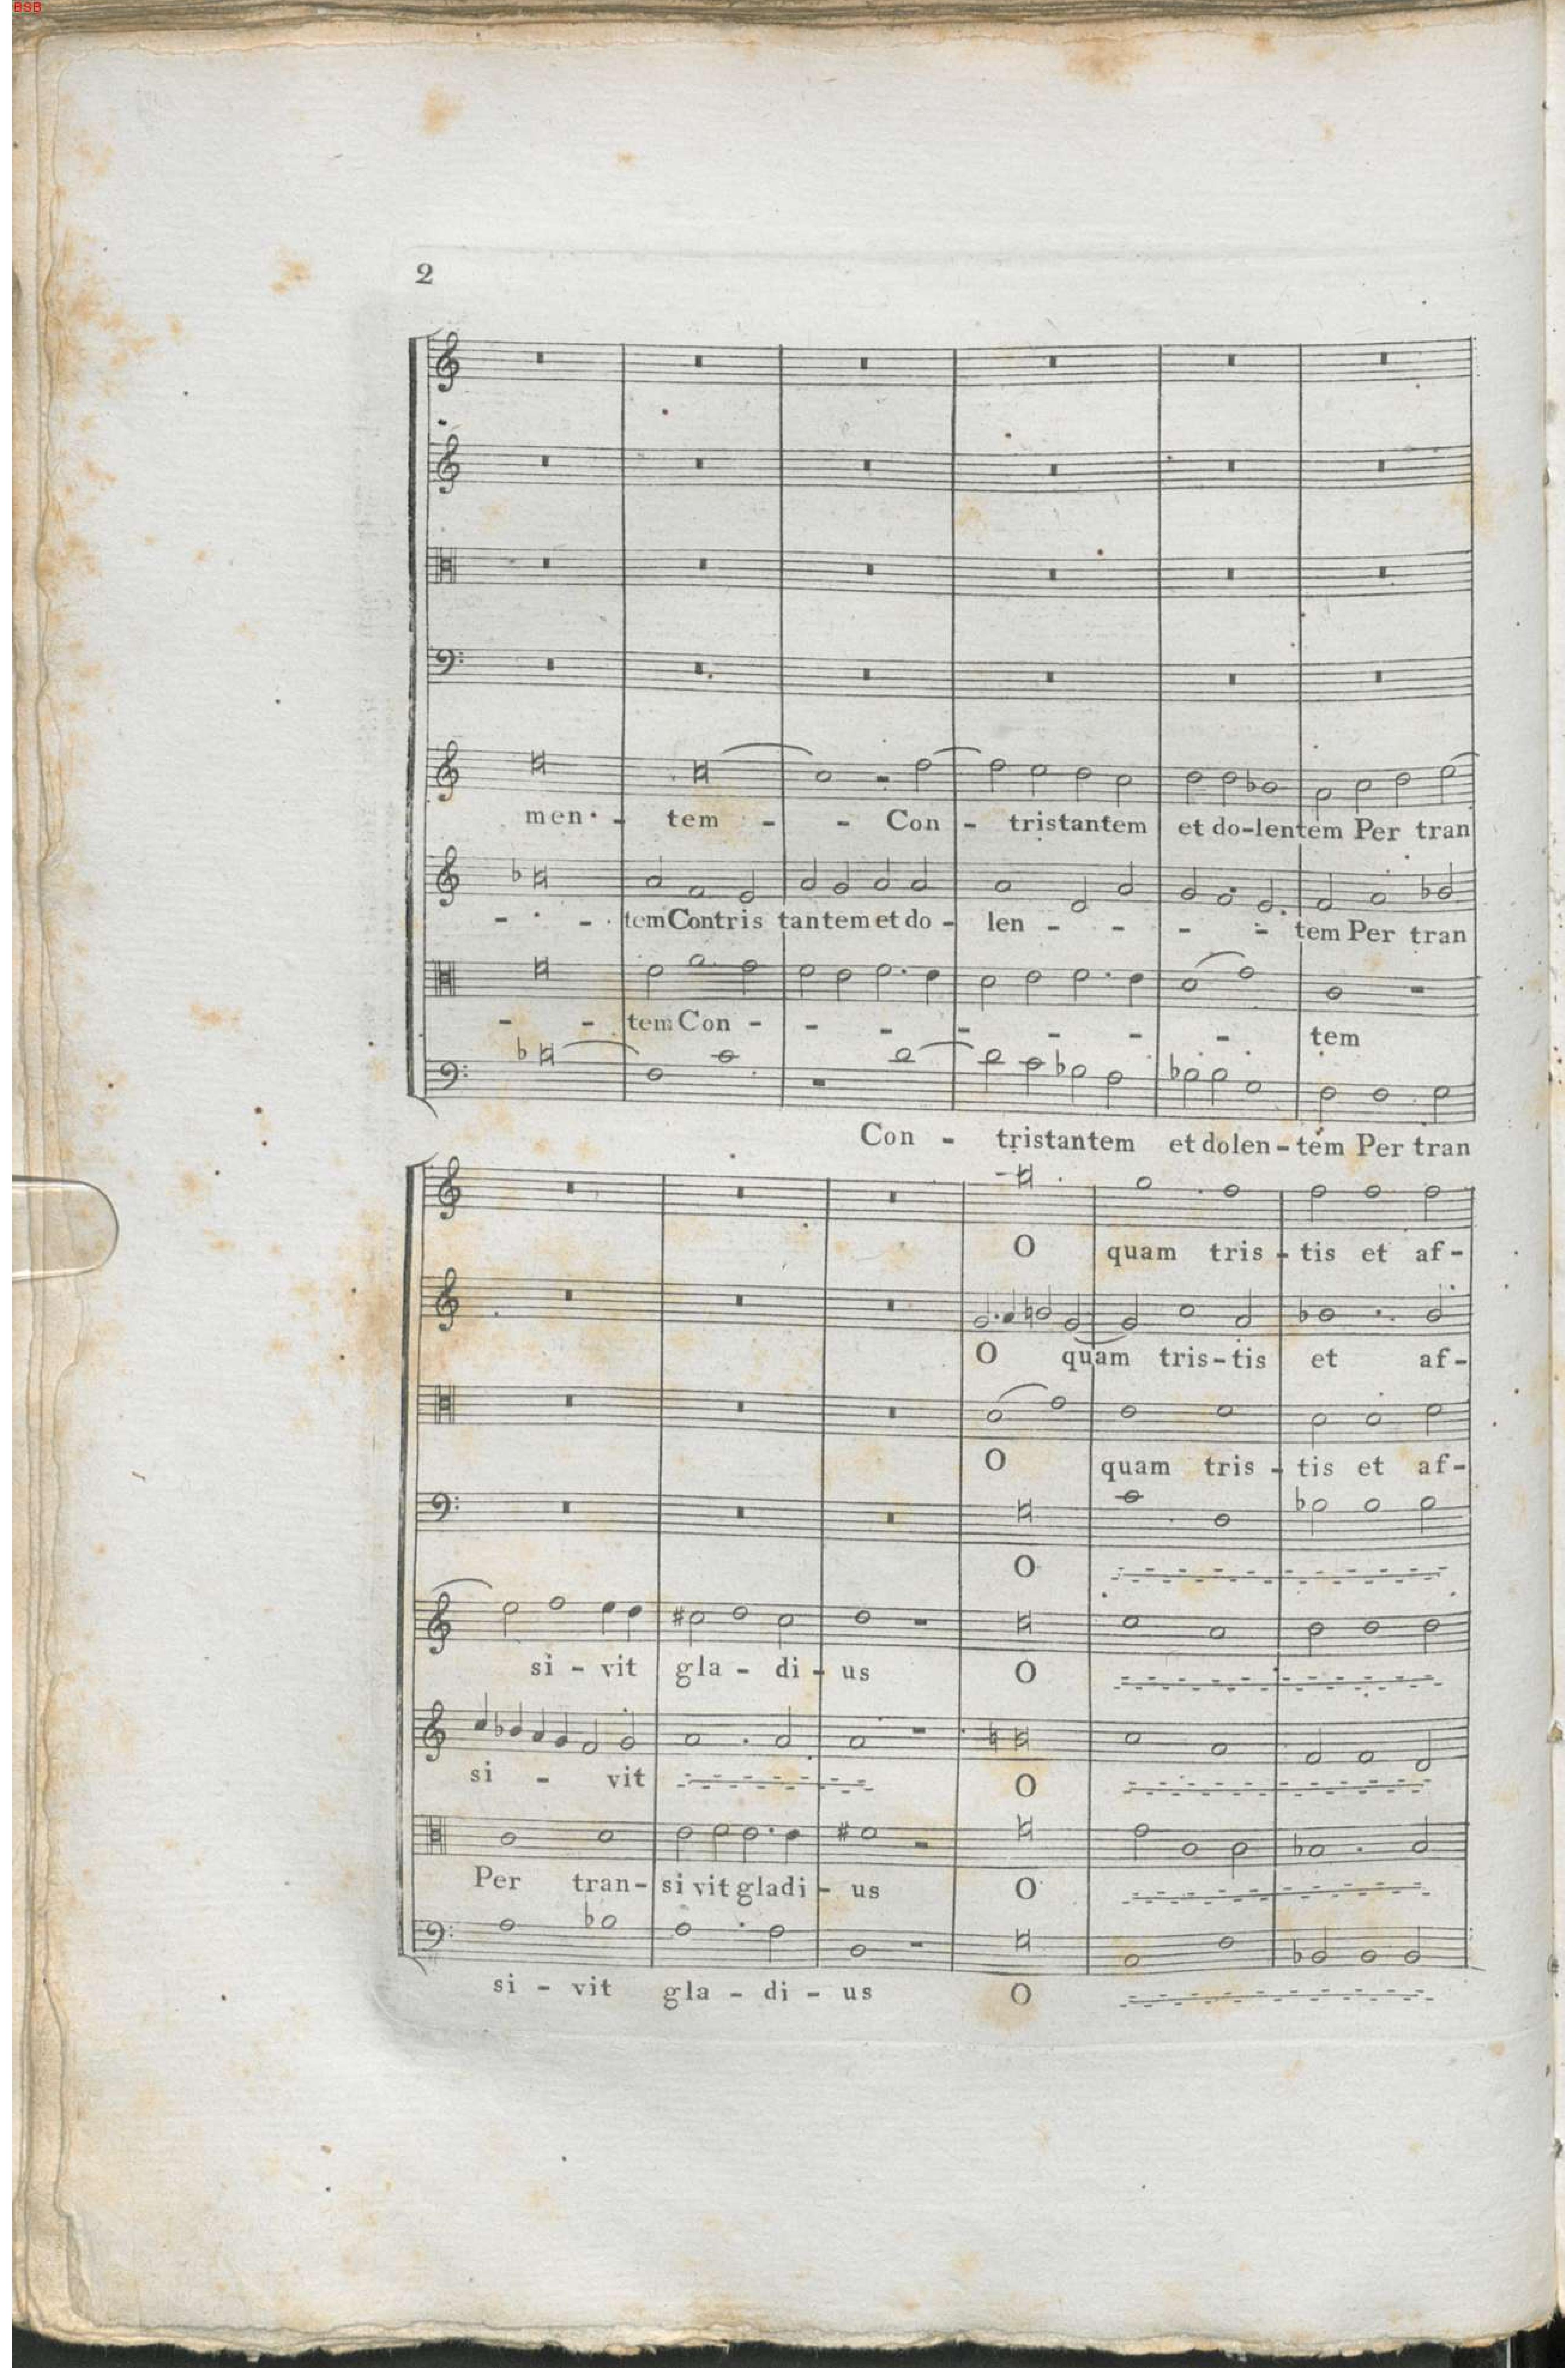 BSB
2
men - tem - - Con - tristantem et do-lentem Per tran
- - - tem Contris tantem et do - len - - - - tem Per tran
- - tem Con - - - - - - - tem
Con - tristantem et dolen - tem Per tran
O quam tris - tis et af -
O quam tris - tis et af -
O quam tris - tis et af -
O
si - vit gla - di - us O
si - vit O
Per tran - si vit gladi - us O
si - vit gla - di - us O